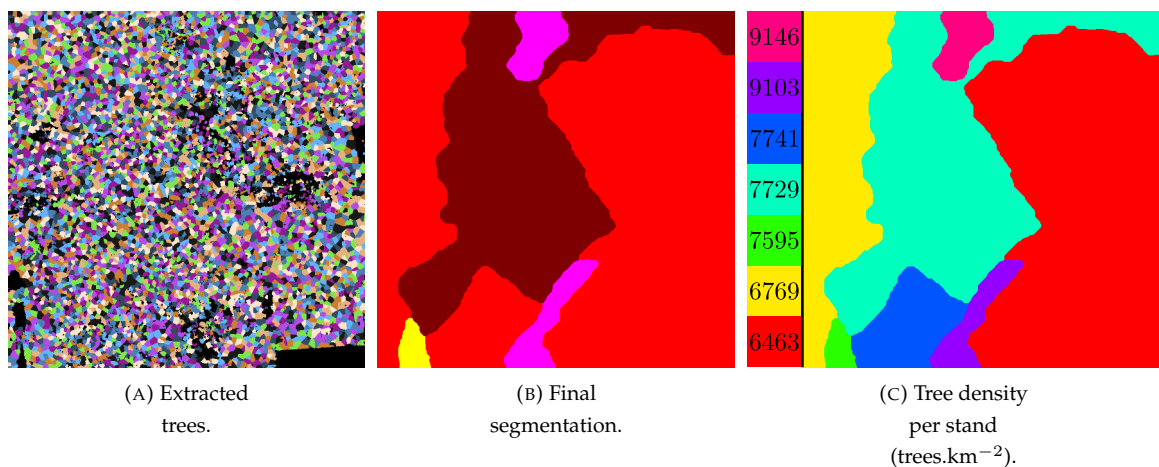 9146
9103
7741
7729
7595
6769
6463
(A) Extracted
trees.
(B) Final
segmentation.
(C) Tree density
per stand
(trees.km−2).